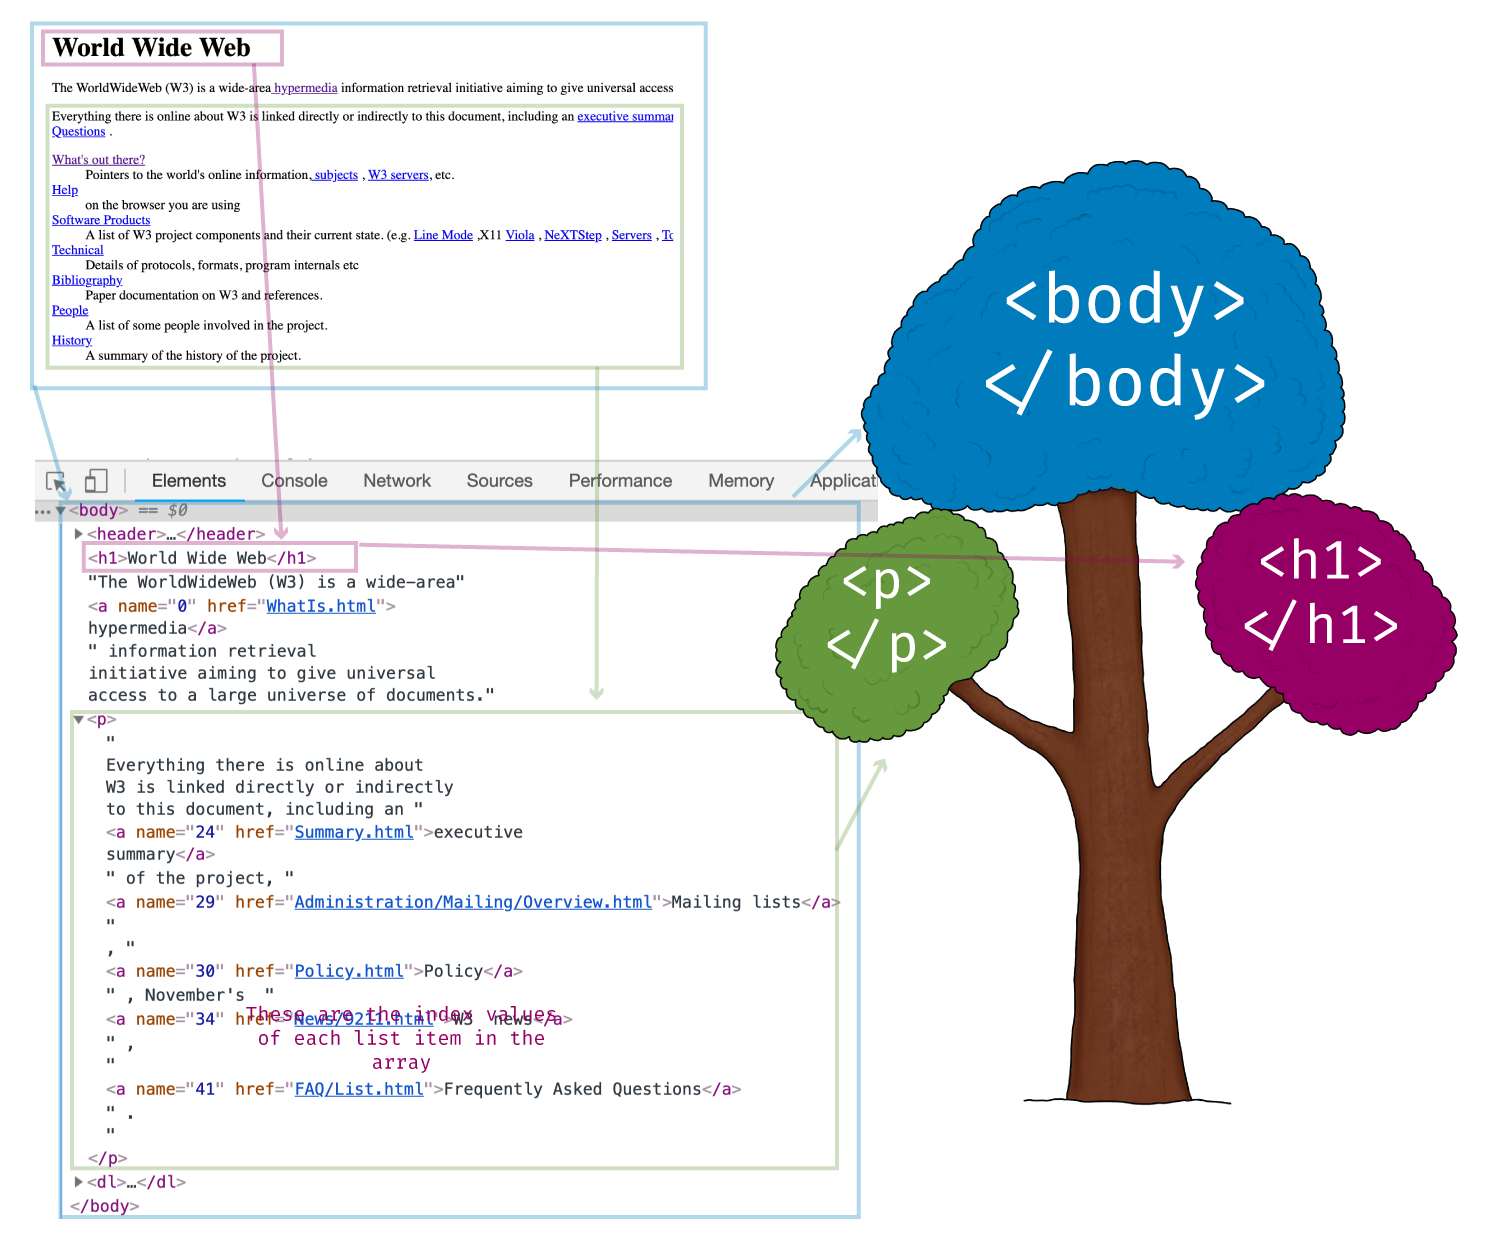 World Wide Web
The WorldWideWeb (W3) is a wide-area hypermedia information retrieval initiative aiming to give universal access
Everything there is online about W3 is linked directly or indirectly to this document, including an executive summar
Questions .
What's out there?
Pointers to the world's online information, subjects , W3 servers, etc.
Help
on the browser you are using
Software Products
A list of W3 project components and their current state. (e.g. Line Mode ,X11 Viola , NeXTStep , Servers , To
Technical
Details of protocols, formats, program internals etc
Bibliography
Paper documentation on W3 and references.
People
A list of some people involved in the project.
History
A summary of the history of the project.
Elements Console Network Sources Performance Memory Applicat
<body> == $0
<header>…</header>
<h1>World Wide Web</h1>
"The WorldWideWeb (W3) is a wide-area"
<a name="0" href="WhatIs.html">
hypermedia</a>
" information retrieval
initiative aiming to give universal
access to a large universe of documents."
<p>
"
Everything there is online about
W3 is linked directly or indirectly
to this document, including an "
<a name="24" href="Summary.html">executive
summary</a>
" of the project, "
<a name="29" href="Administration/Mailing/Overview.html">Mailing lists</a>
"
, "
<a name="30" href="Policy.html">Policy</a>
" , November's  "
<a name="34" href="News/9211.html">W3  news</a>
" ,
"
<a name="41" href="FAQ/List.html">Frequently Asked Questions</a>
" .
"
</p>
<dl>…</dl>
</body>
These are the index values
of each list item in the
array
<body>
</body>
<p>
</p>
<h1>
</h1>